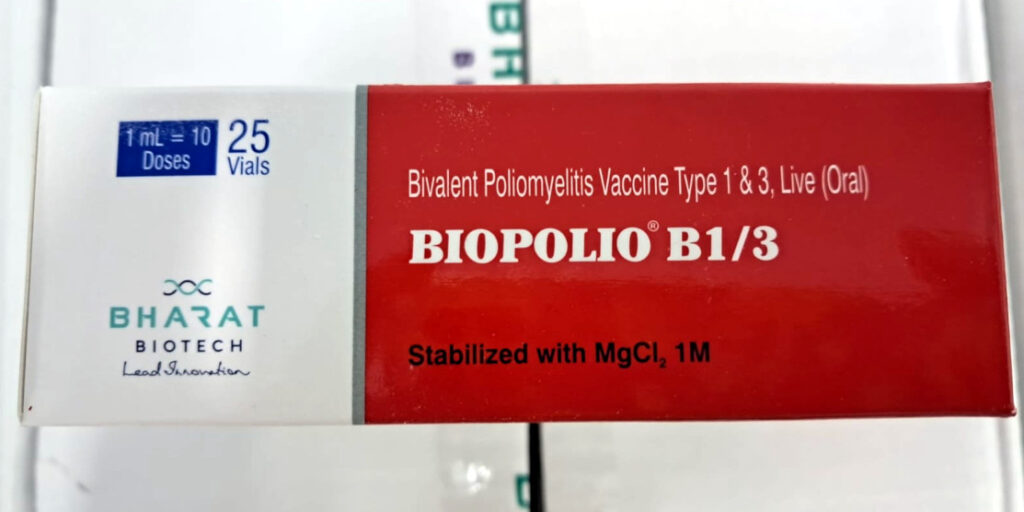 1 mL = 10
Doses
25
Vials
BHARAT
BIOTECH
Lead Innovation
Bivalent Poliomyelitis Vaccine Type 1 & 3, Live (Oral)
BIOPOLIO® B1/3
Stabilized with MgCl₂ 1M
BH
B